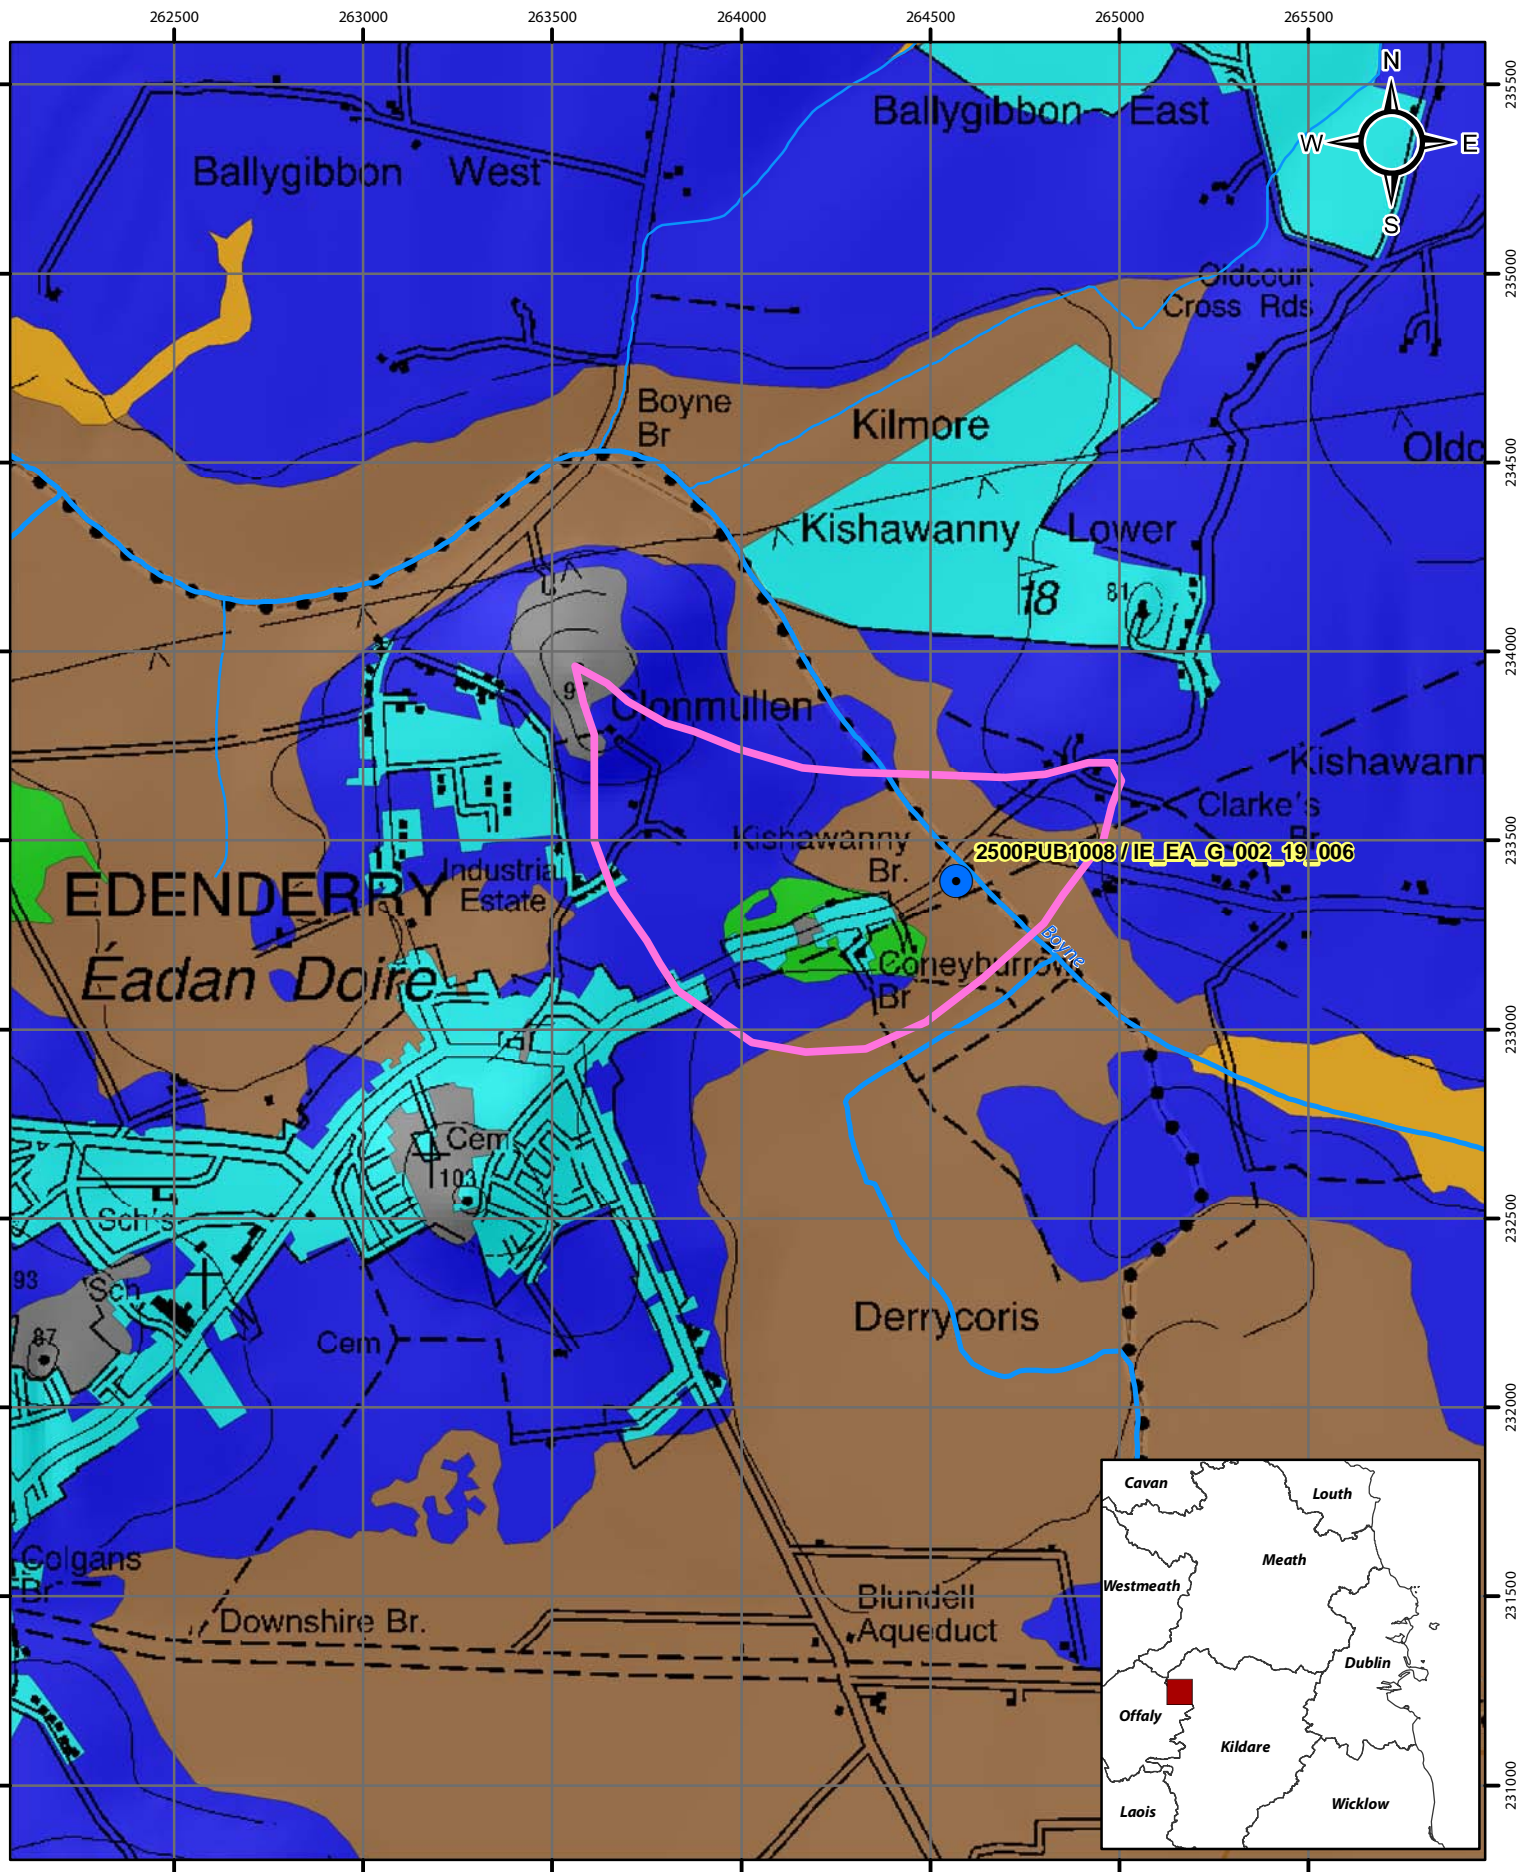 262500 263000 263500 264000 264500 265000 265500
N
W E
S
235500
Ballygibbon East
Ballygibbon West
235000
Oldcourt
Cross Rds
Boyne
Br
Kilmore
Oldc
234500
Kishawanny Lower
18
81
234000
Clonmullen
Kishawann
Clarke's
Br
Kishawanny
Br.
233500
2500PUB1008 / IE_EA_G_002_19_006
Industrial
Estate
EDENDERRY
Éadan Doire
Boyne
Coneyburrow
Br
233000
Cem
103
Sch's
232500
93
Sch
87
Cem
Derrycoris
232000
Colgans
Br
Downshire Br.
Blundell
Aqueduct
231500
231000
Cavan
Louth
Meath
Westmeath
Dublin
Offaly
Kildare
Laois
Wicklow